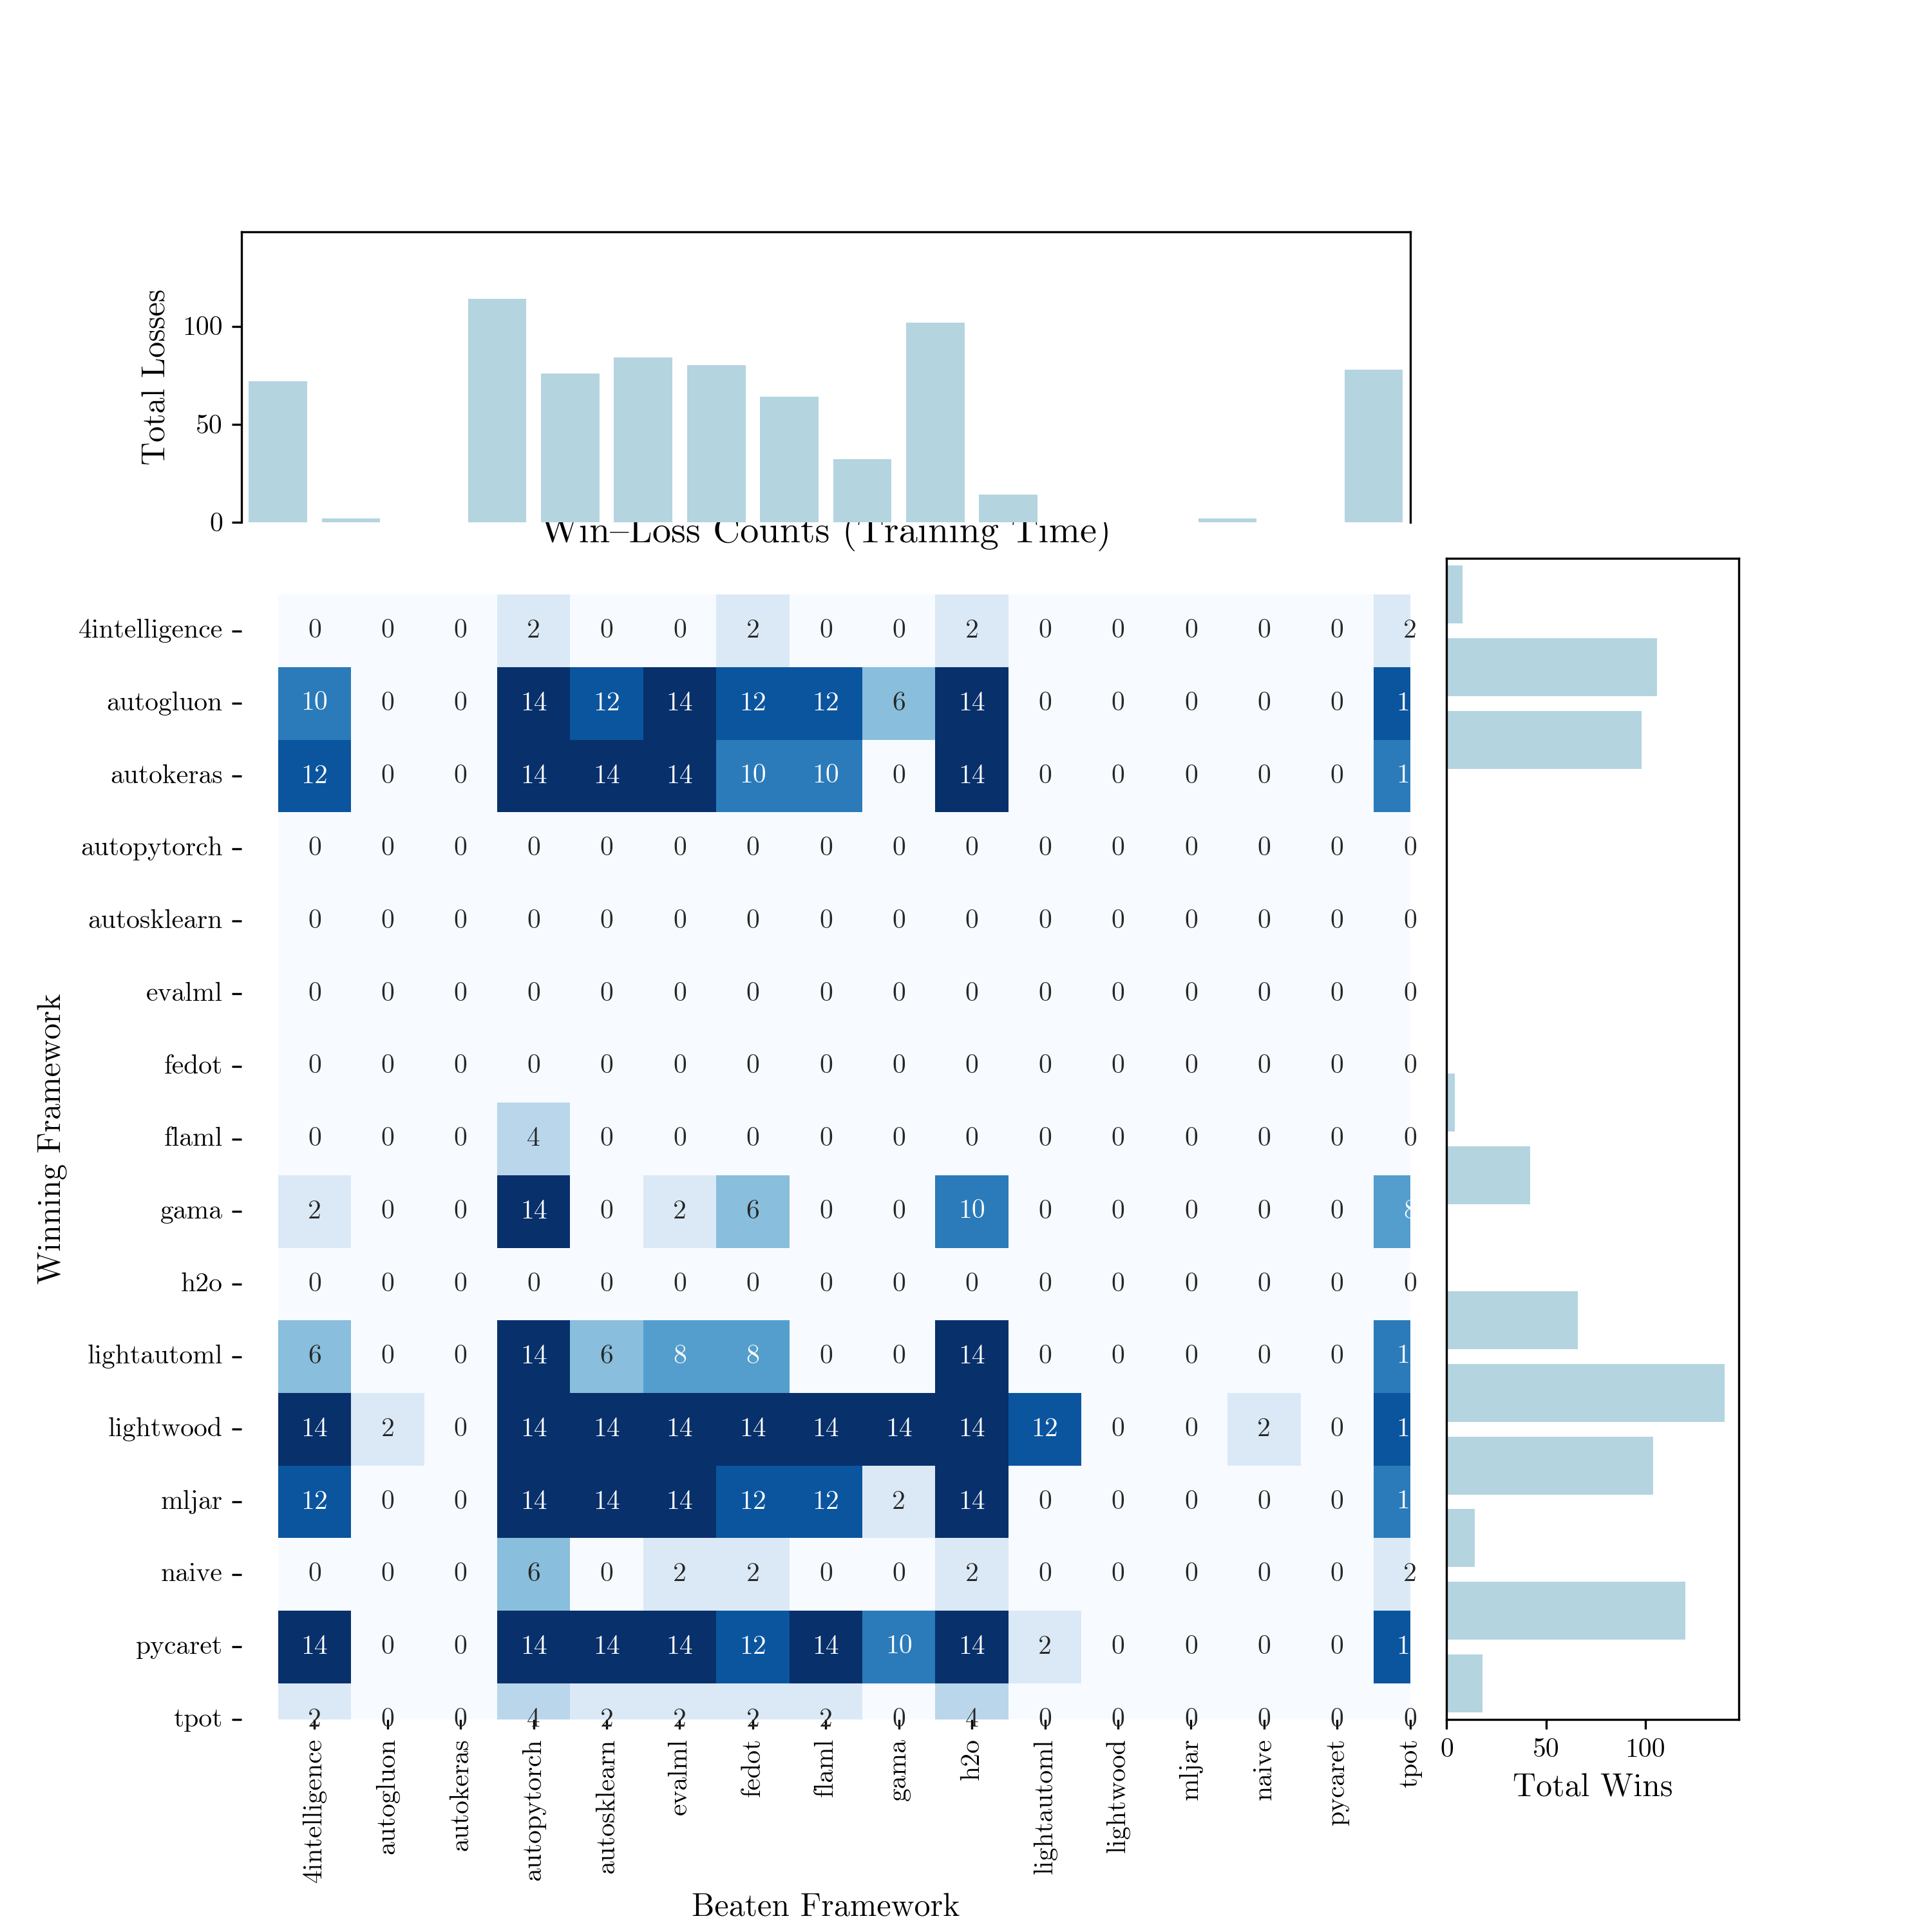 Total Losses
100
50
0
Win–Loss Counts (Training Time)
Winning Framework
4intelligence 0 0 0 2 0 0 2 0 0 2 0 0 0 0 0 2
autogluon 10 0 0 14 12 14 12 12 6 14 0 0 0 0 0 1
autokeras 12 0 0 14 14 14 10 10 0 14 0 0 0 0 0 1
autopytorch 0 0 0 0 0 0 0 0 0 0 0 0 0 0 0 0
autosklearn 0 0 0 0 0 0 0 0 0 0 0 0 0 0 0 0
evalml 0 0 0 0 0 0 0 0 0 0 0 0 0 0 0 0
fedot 0 0 0 0 0 0 0 0 0 0 0 0 0 0 0 0
flaml 0 0 0 4 0 0 0 0 0 0 0 0 0 0 0 0
gama 2 0 0 14 0 2 6 0 0 10 0 0 0 0 0 8
h2o 0 0 0 0 0 0 0 0 0 0 0 0 0 0 0 0
lightautoml 6 0 0 14 6 8 8 0 0 14 0 0 0 0 0 1
lightwood 14 2 0 14 14 14 14 14 14 14 12 0 0 2 0 1
mljar 12 0 0 14 14 14 12 12 2 14 0 0 0 0 0 1
naive 0 0 0 6 0 2 2 0 0 2 0 0 0 0 0 2
pycaret 14 0 0 14 14 14 12 14 10 14 2 0 0 0 0 1
tpot 2 0 0 4 2 2 2 2 0 4 0 0 0 0 0 0
4intelligence
autogluon
autokeras
autopytorch
autosklearn
evalml
fedot
flaml
gama
h2o
lightautoml
lightwood
mljar
naive
pycaret
tpot
Beaten Framework
0 50 100
Total Wins